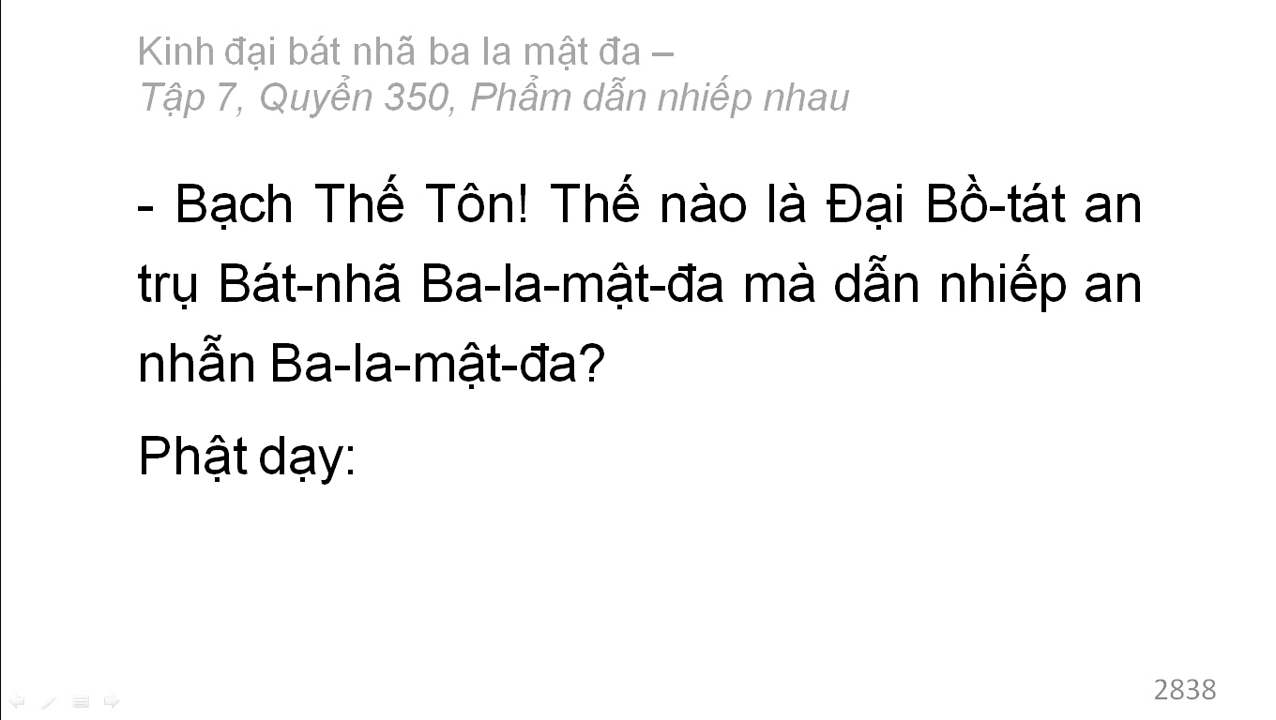 Kinh đại bát nhã ba la mật đa –
Tập 7, Quyển 350, Phẩm dẫn nhiếp nhau
- Bạch Thế Tôn! Thế nào là Đại Bồ-tát an
trụ Bát-nhã Ba-la-mật-đa mà dẫn nhiếp an
nhẫn Ba-la-mật-đa?
Phật dạy:
2838